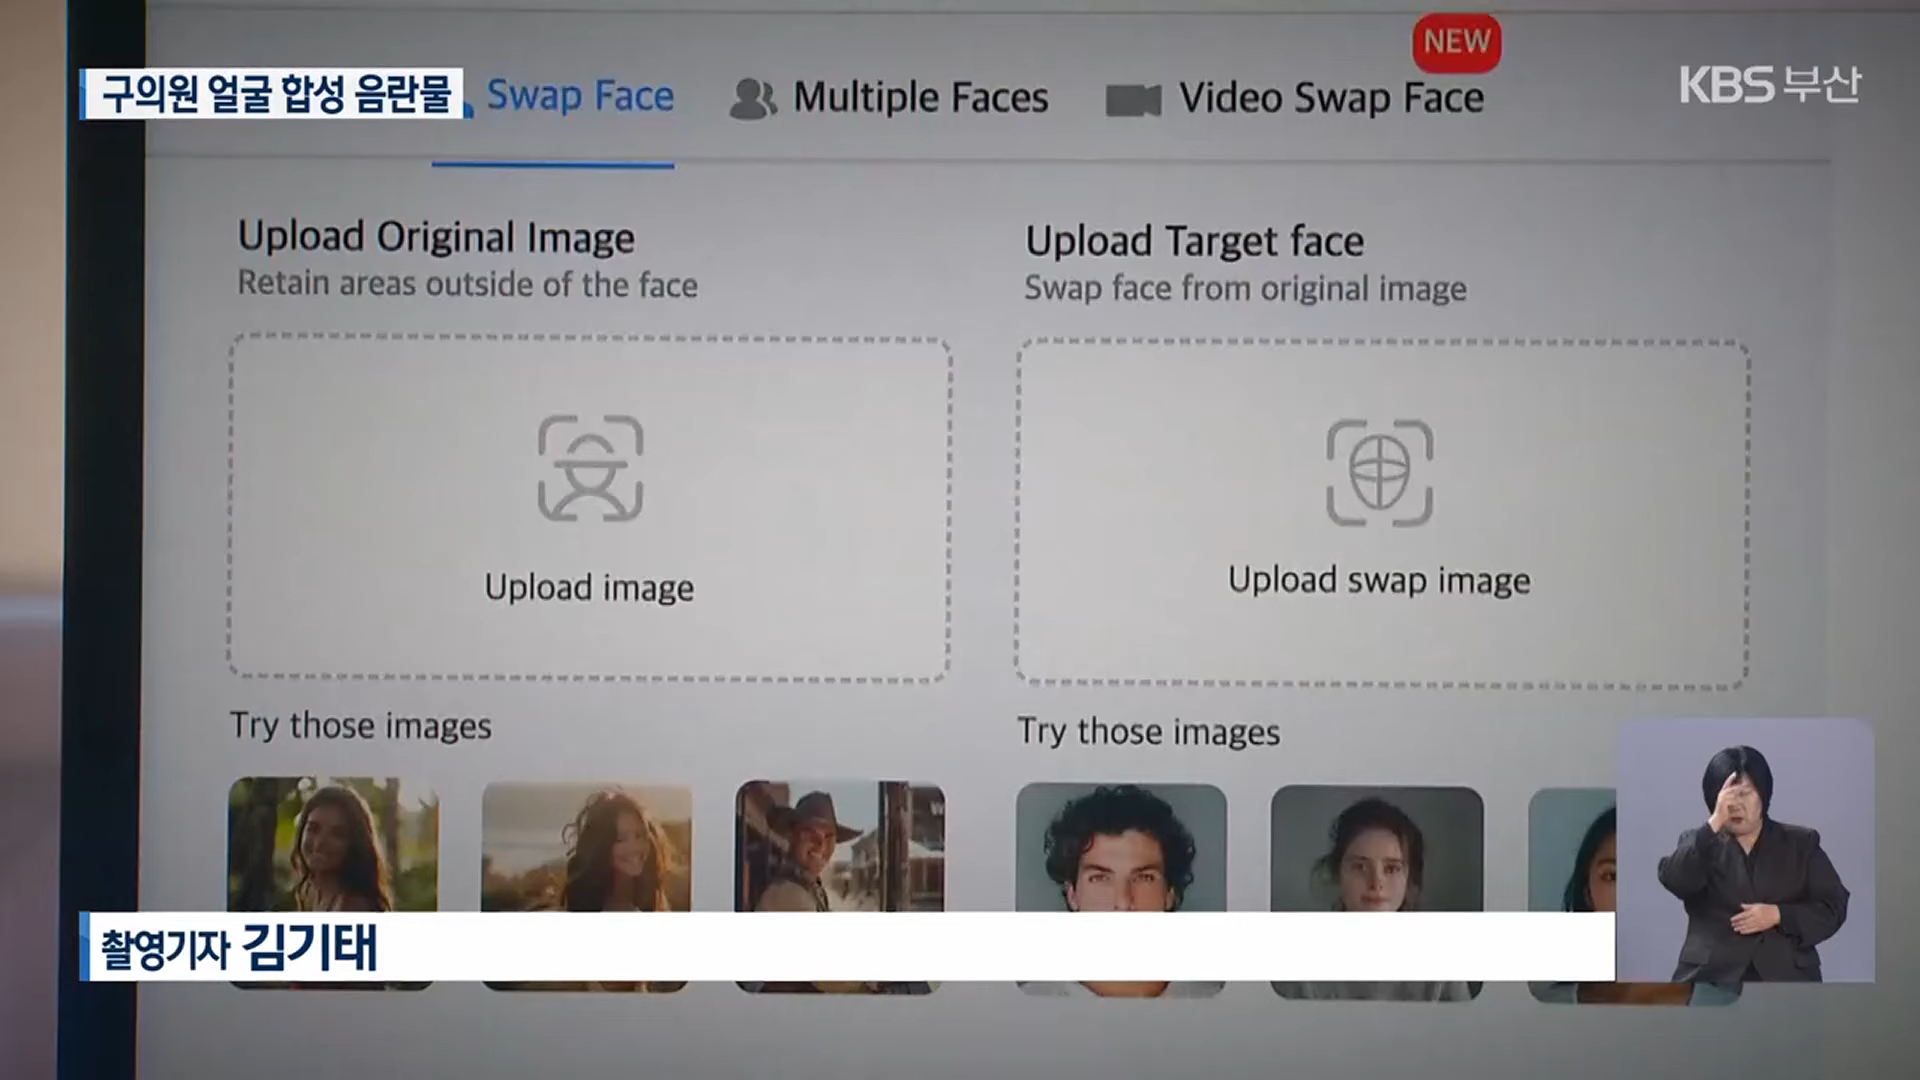 NEW
구의원 얼굴 합성 음란물
Swap Face
Multiple Faces
Video Swap Face
KBS 부산
Upload Original Image
Retain areas outside of the face
Upload Target face
Swap face from original image
Upload image
Upload swap image
Try those images
Try those images
촬영기자 김기태